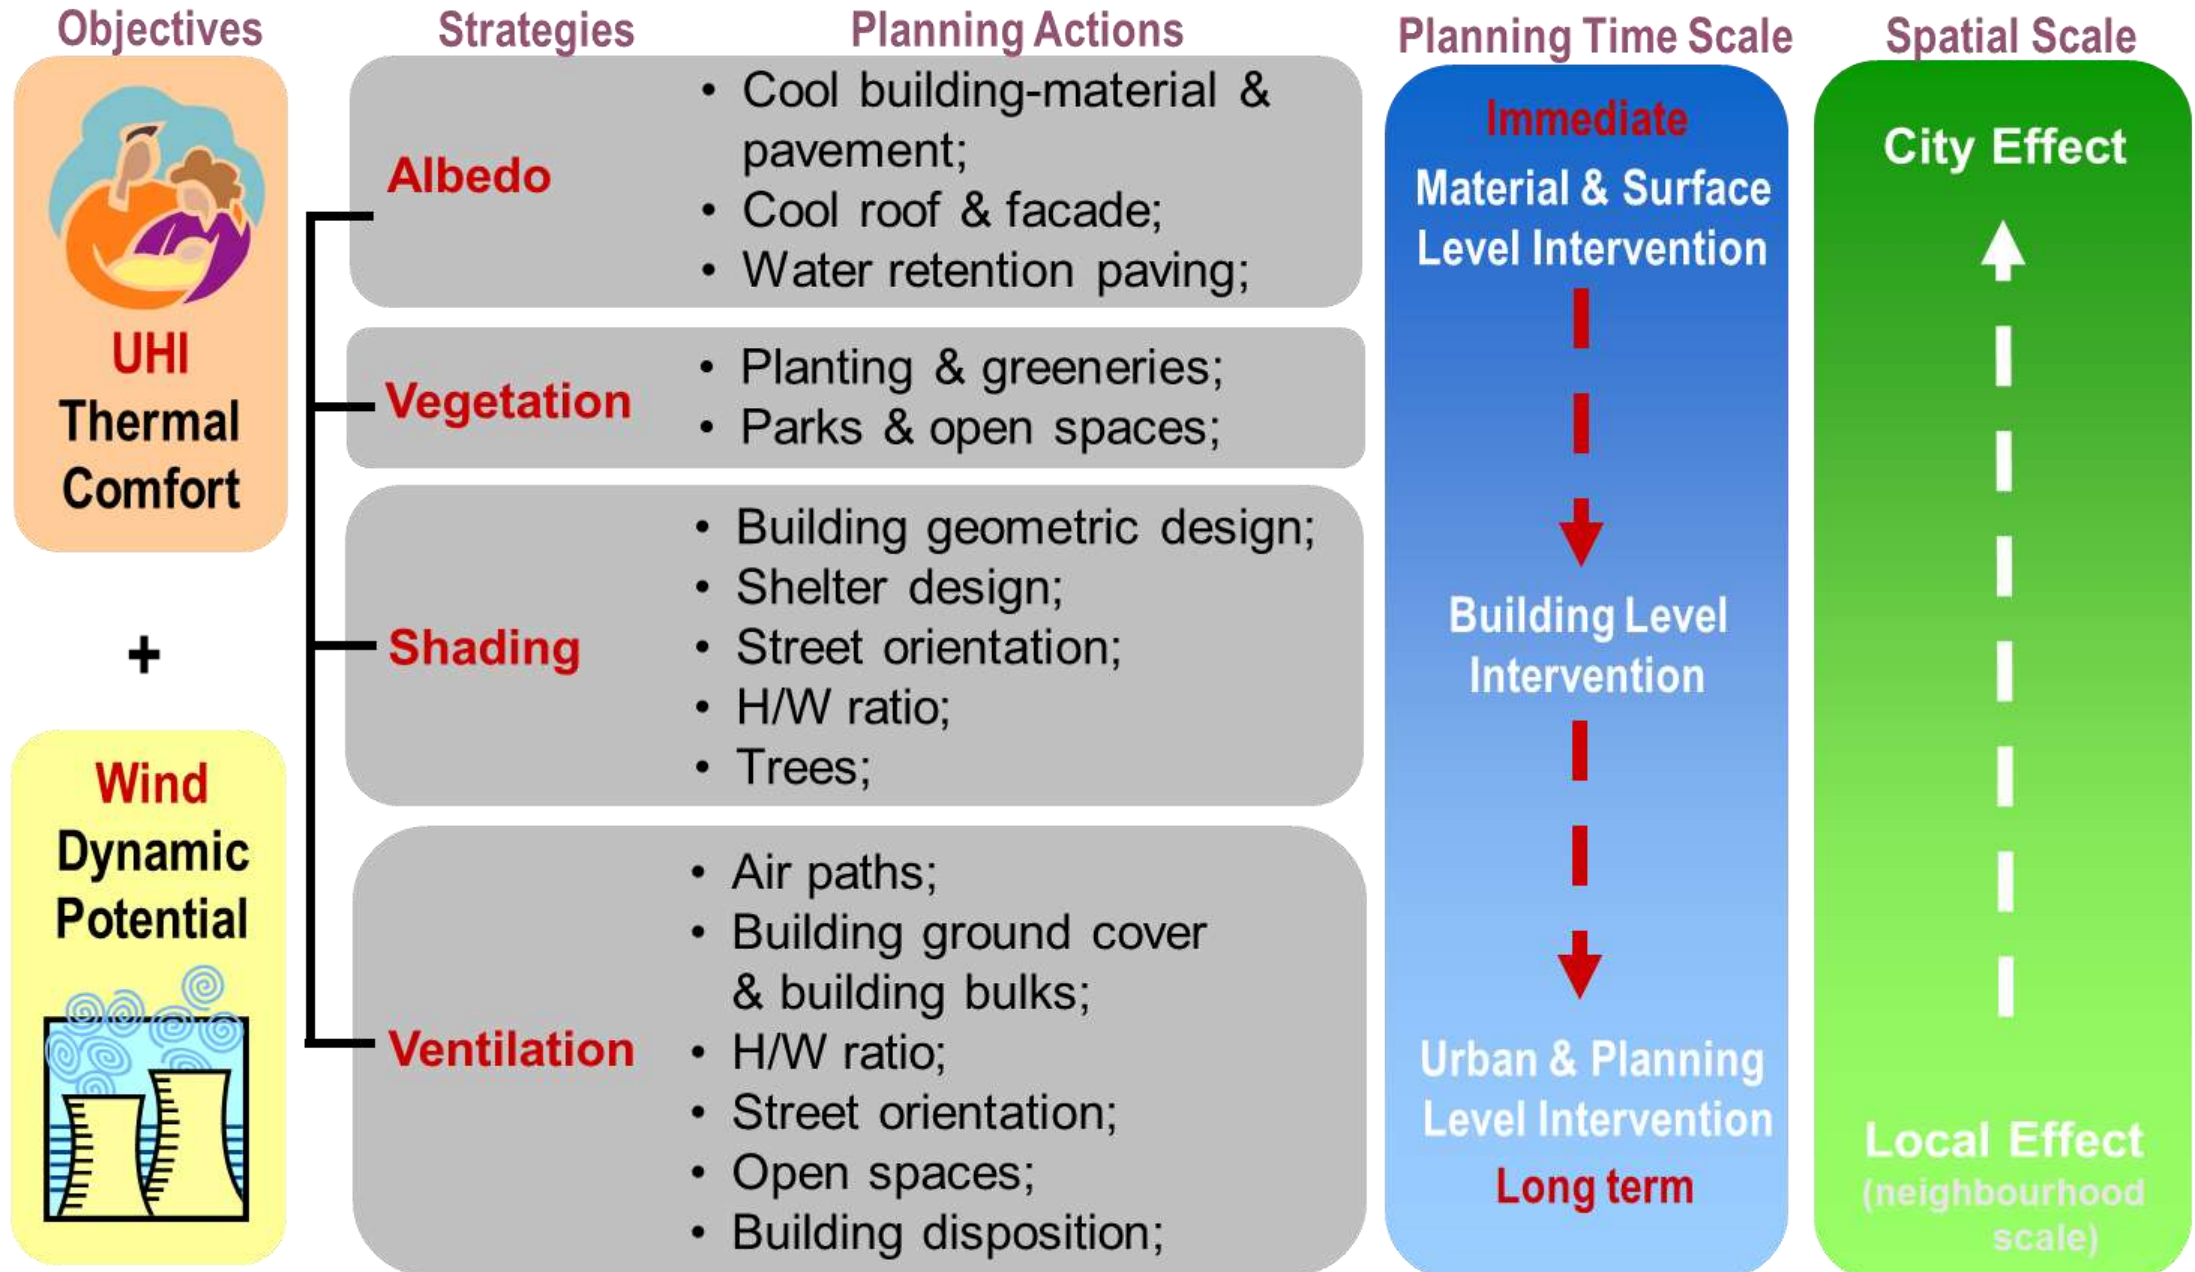 Objectives
Strategies
Planning Actions
Planning Time Scale
Spatial Scale
UHI
Thermal
Comfort
+
Wind
Dynamic
Potential
Albedo
• Cool building-material &
pavement;
• Cool roof & facade;
• Water retention paving;
Vegetation
• Planting & greeneries;
• Parks & open spaces;
Shading
• Building geometric design;
• Shelter design;
• Street orientation;
• H/W ratio;
• Trees;
Ventilation
• Air paths;
• Building ground cover
& building bulks;
• H/W ratio;
• Street orientation;
• Open spaces;
• Building disposition;
Immediate
Material & Surface
Level Intervention
Building Level
Intervention
Urban & Planning
Level Intervention
Long term
City Effect
Local Effect
(neighbourhood
scale)